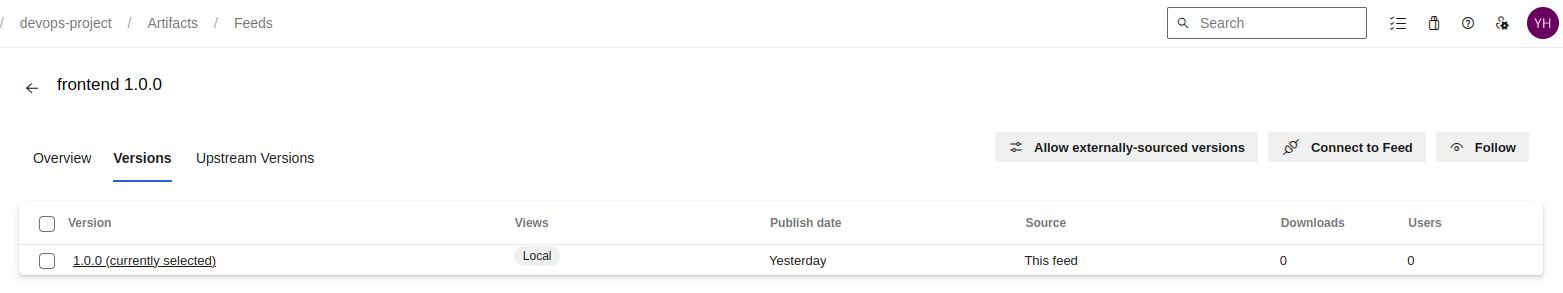 / devops-project / Artifacts / Feeds Search YH
frontend 1.0.0
Overview Versions Upstream Versions Allow externally-sourced versions Connect to Feed Follow
Version Views Publish date Source Downloads Users
1.0.0 (currently selected) Local Yesterday This feed 0 0